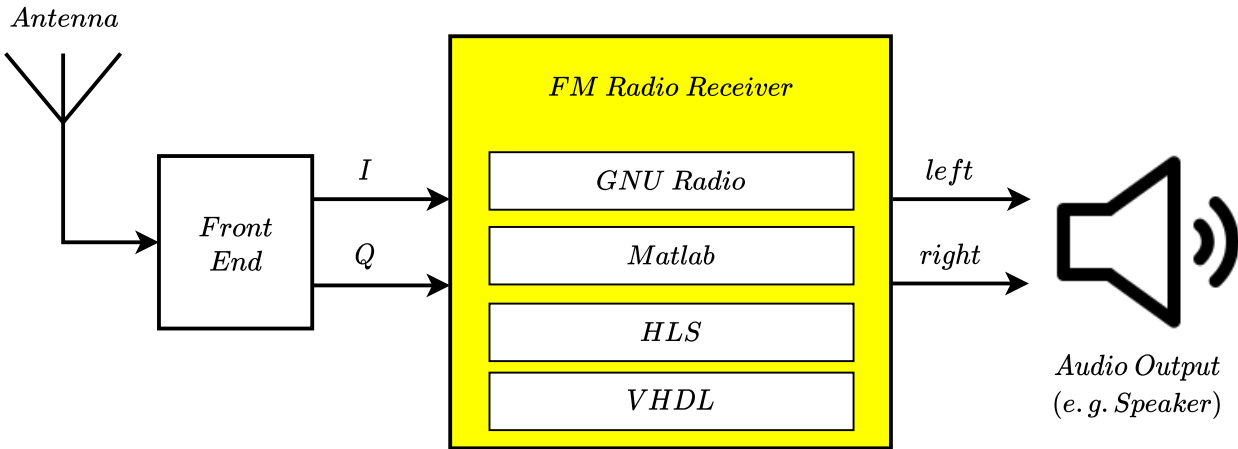 Antenna
Front
End
I
Q
FM Radio Receiver
GNU Radio
Matlab
HLS
VHDL
left
right
Audio Output
(e.g. Speaker)